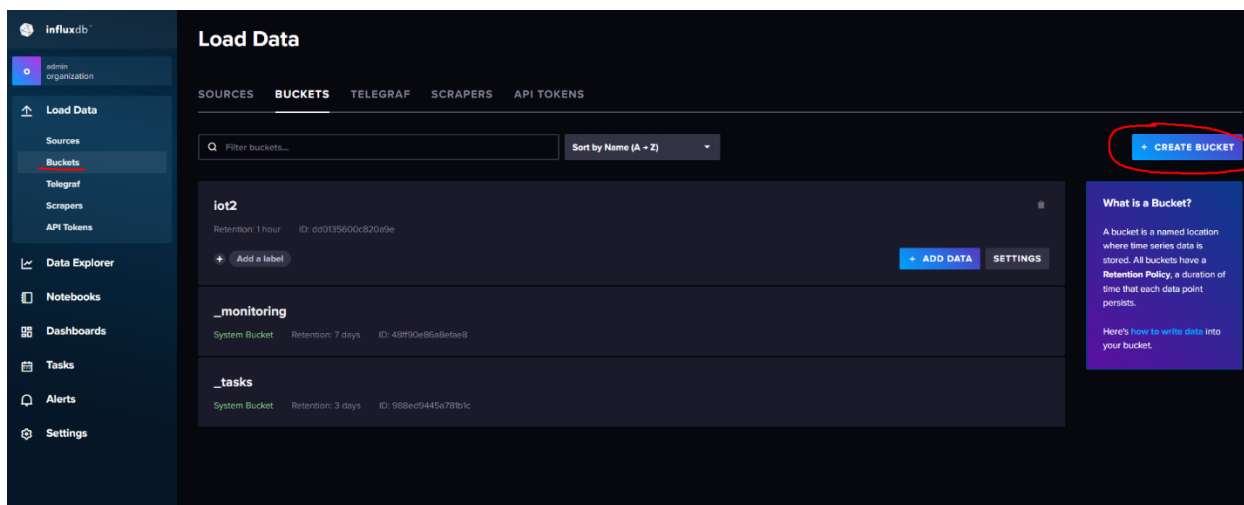 influxdb
admin
organization
Load Data
Sources
Buckets
Telegraf
Scrapers
API Tokens
Data Explorer
Notebooks
Dashboards
Tasks
Alerts
Settings
Load Data
SOURCES BUCKETS TELEGRAF SCRAPERS API TOKENS
Filter buckets... Sort by Name (A → Z) + CREATE BUCKET
iot2
Retention: 1 hour ID: dd0135600c820a9e
+ Add a label + ADD DATA SETTINGS
_monitoring
System Bucket Retention: 7 days ID: 48ff90e86a8efae8
_tasks
System Bucket Retention: 3 days ID: 988ed9445a781b1c
What is a Bucket?
A bucket is a named location
where time series data is
stored. All buckets have a
Retention Policy, a duration of
time that each data point
persists.
Here's how to write data into
your bucket.